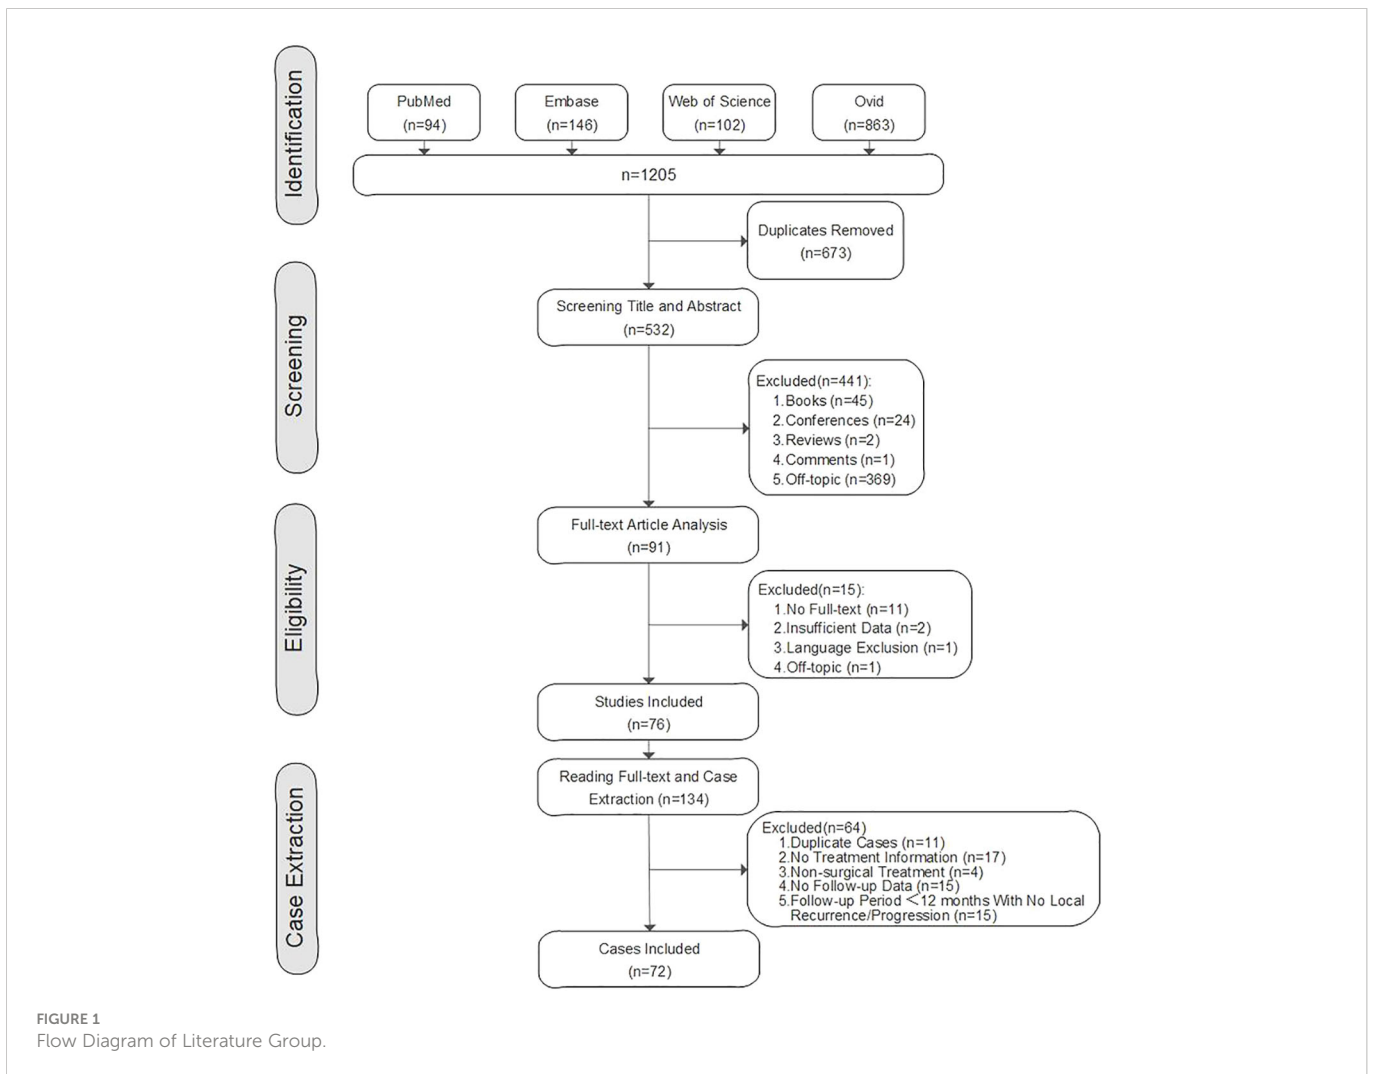 Identification
PubMed
(n=94)
Embase
(n=146)
Web of Science
(n=102)
Ovid
(n=863)
n=1205
Duplicates Removed
(n=673)
Screening
Screening Title and Abstract
(n=532)
Excluded(n=441):
1.Books (n=45)
2.Conferences (n=24)
3.Reviews (n=2)
4.Comments (n=1)
5.Off-topic (n=369)
Eligibility
Full-text Article Analysis
(n=91)
Excluded(n=15):
1.No Full-text (n=11)
2.Insufficient Data (n=2)
3.Language Exclusion (n=1)
4.Off-topic (n=1)
Studies Included
(n=76)
Case Extraction
Reading Full-text and Case
Extraction (n=134)
Excluded(n=64)
1.Duplicate Cases (n=11)
2.No Treatment Information (n=17)
3.Non-surgical Treatment (n=4)
4.No Follow-up Data (n=15)
5.Follow-up Period <12 months With No Local
Recurrence/Progression (n=15)
Cases Included
(n=72)
FIGURE 1
Flow Diagram of Literature Group.